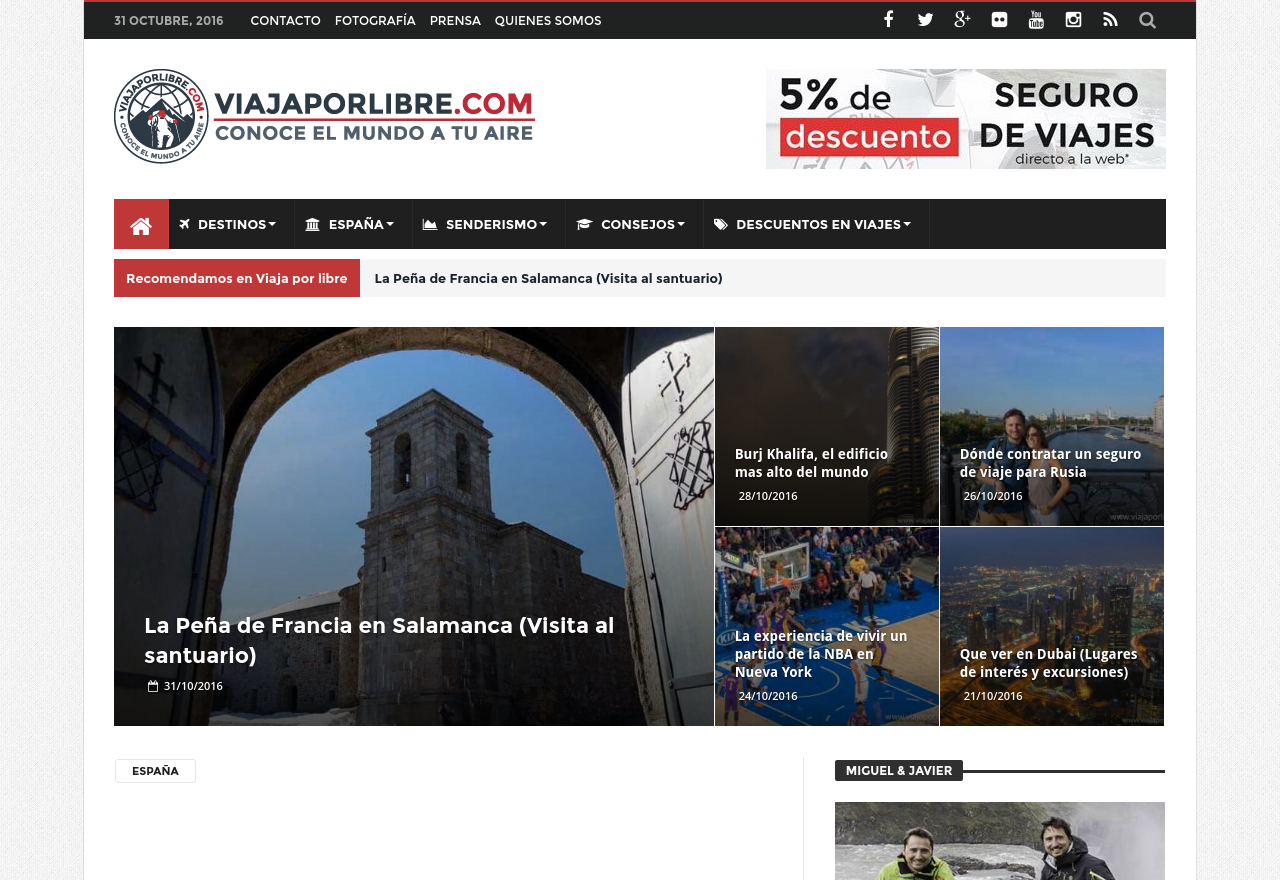 31 OCTUBRE, 2016 CONTACTO FOTOGRAFÍA PRENSA QUIENES SOMOS
You Tube
VIAJAPORLIBRE.COM
CONOCE EL MUNDO A TU AIRE
VIAJAPORLIBRE.COM
CONOCE EL MUNDO A TU AIRE
5% de
descuento
SEGURO
DE VIAJES
directo a la web*
DESTINOS ESPAÑA SENDERISMO CONSEJOS DESCUENTOS EN VIAJES
Recomendamos en Viaja por libre La Peña de Francia en Salamanca (Visita al santuario)
La Peña de Francia en Salamanca (Visita al
santuario)
31/10/2016
Burj Khalifa, el edificio
mas alto del mundo
28/10/2016
Dónde contratar un seguro
de viaje para Rusia
26/10/2016
KIA
La experiencia de vivir un
partido de la NBA en
Nueva York
24/10/2016
Que ver en Dubai (Lugares
de interés y excursiones)
21/10/2016
ESPAÑA
MIGUEL & JAVIER